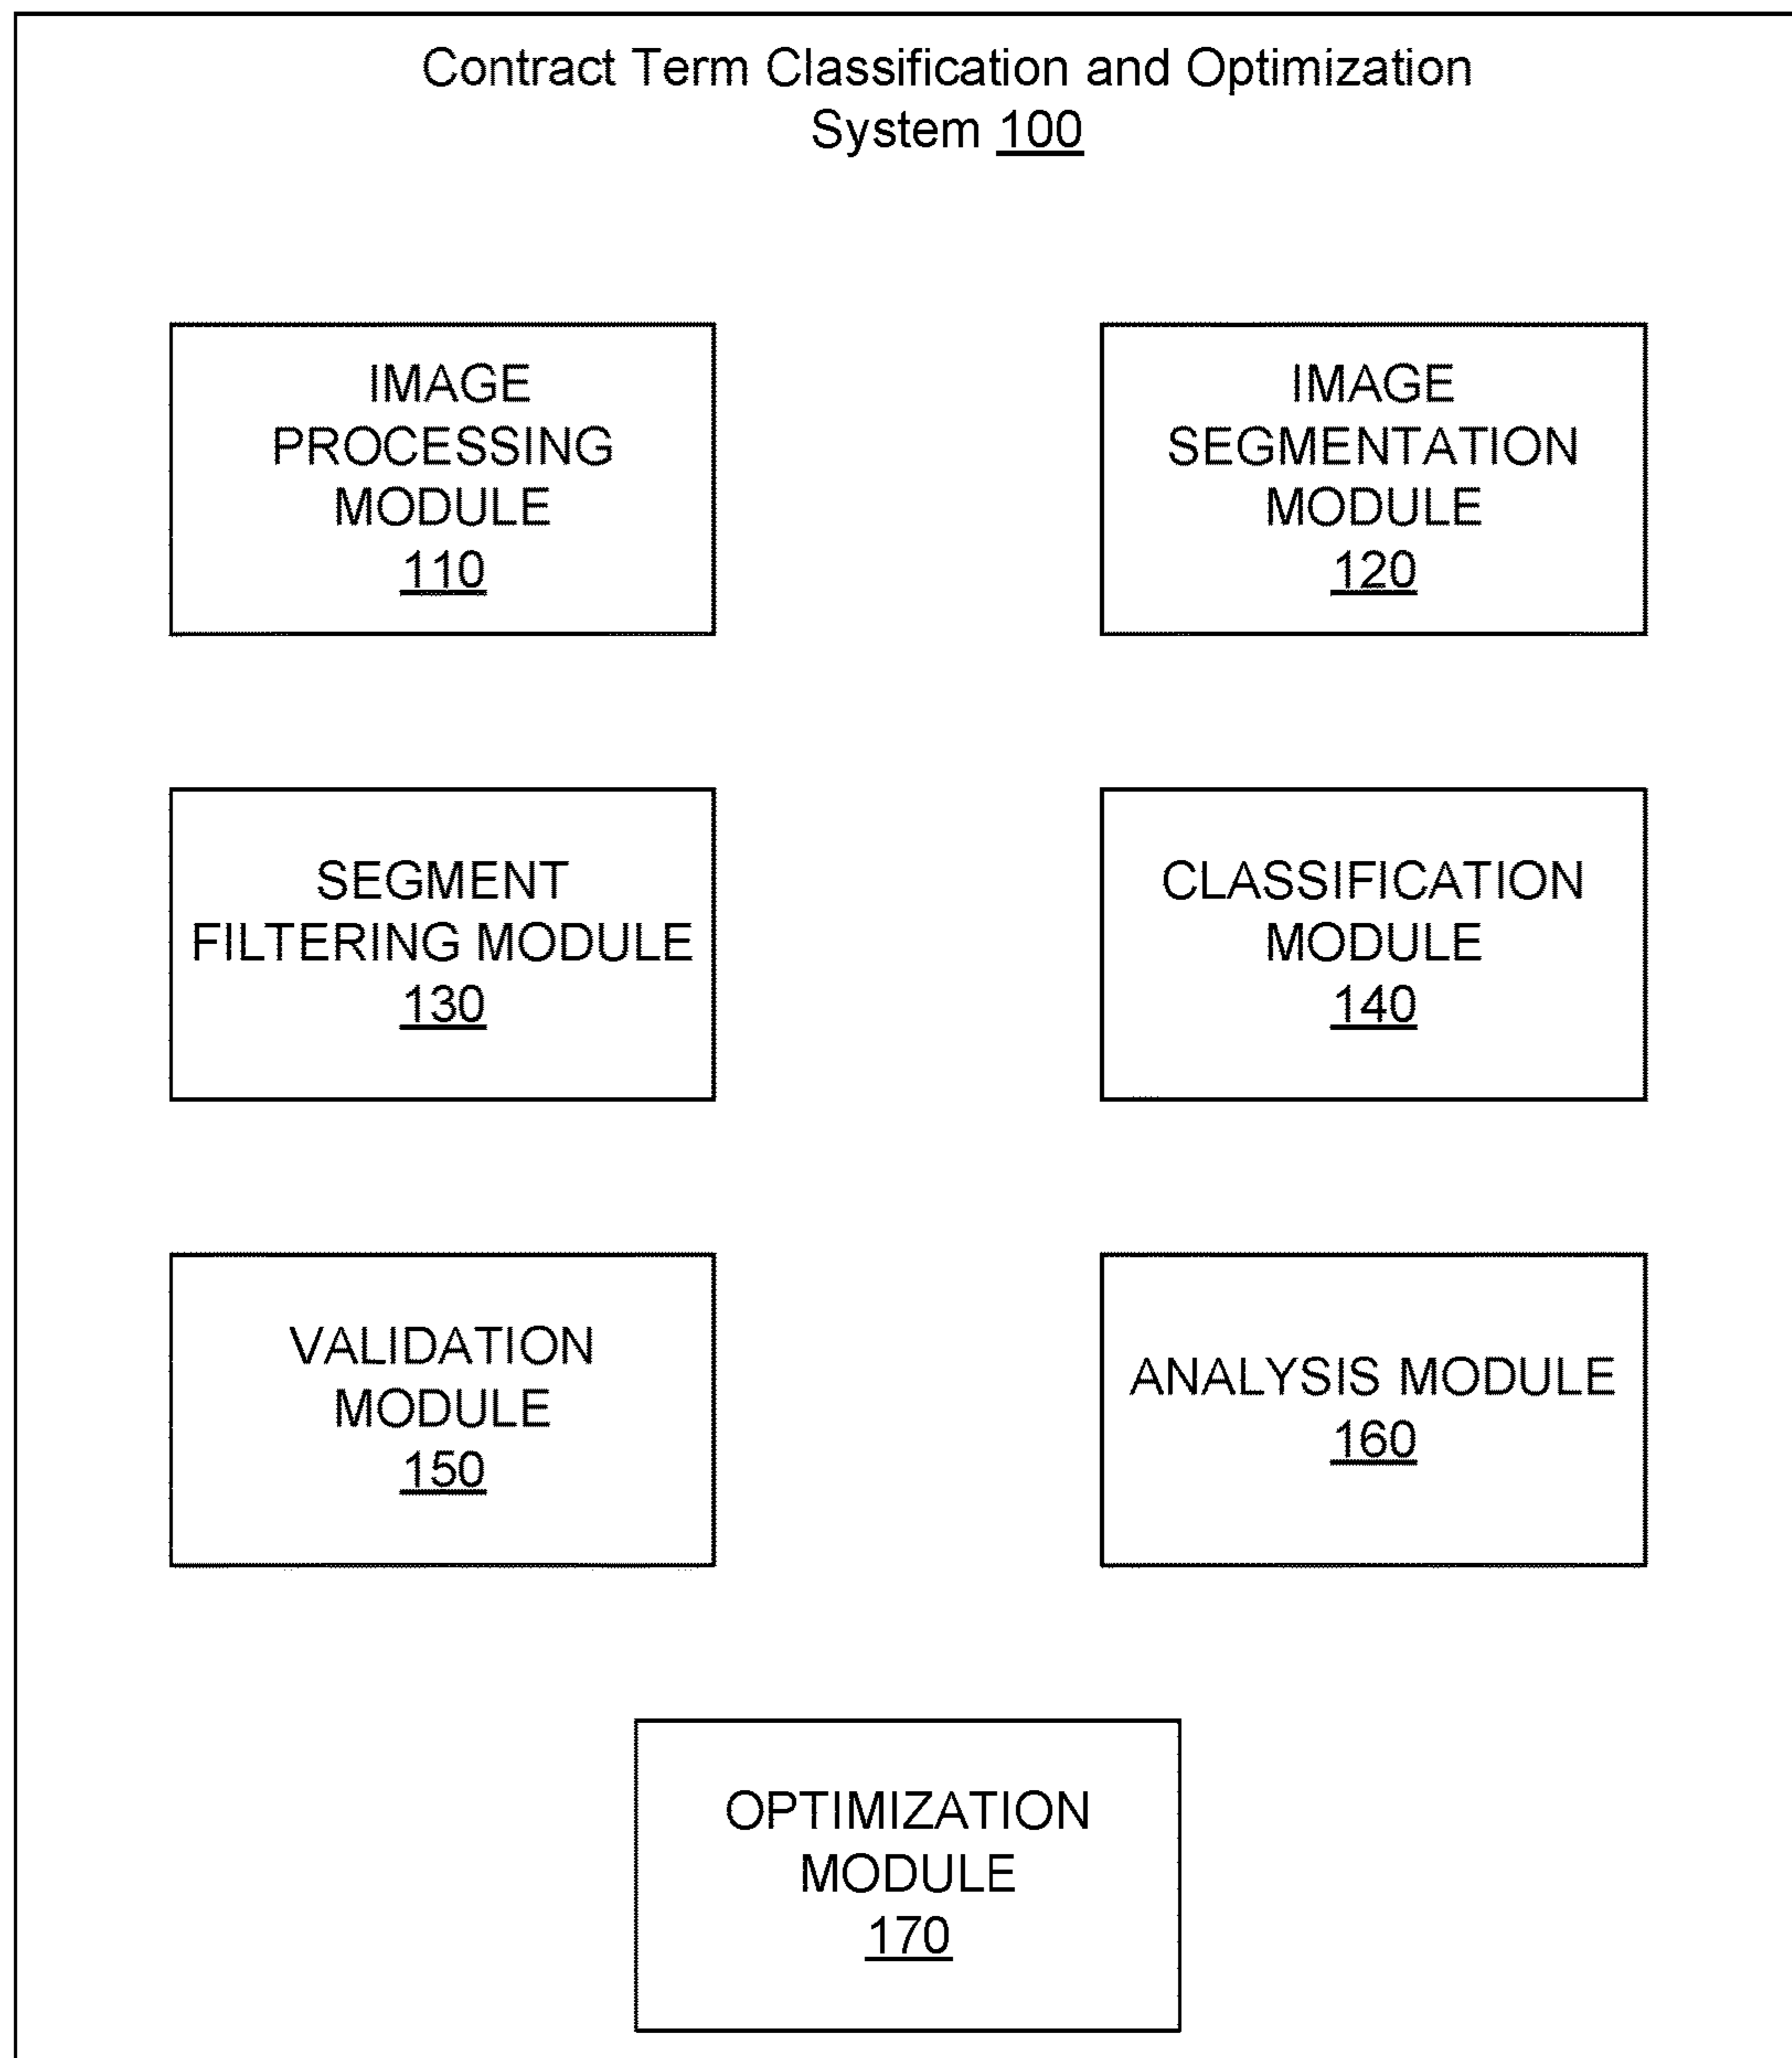 Contract Term Classification and Optimization
System 100
IMAGE
PROCESSING
MODULE
110
IMAGE
SEGMENTATION
MODULE
120
SEGMENT
FILTERING MODULE
130
CLASSIFICATION
MODULE
140
VALIDATION
MODULE
150
ANALYSIS MODULE
160
OPTIMIZATION
MODULE
170